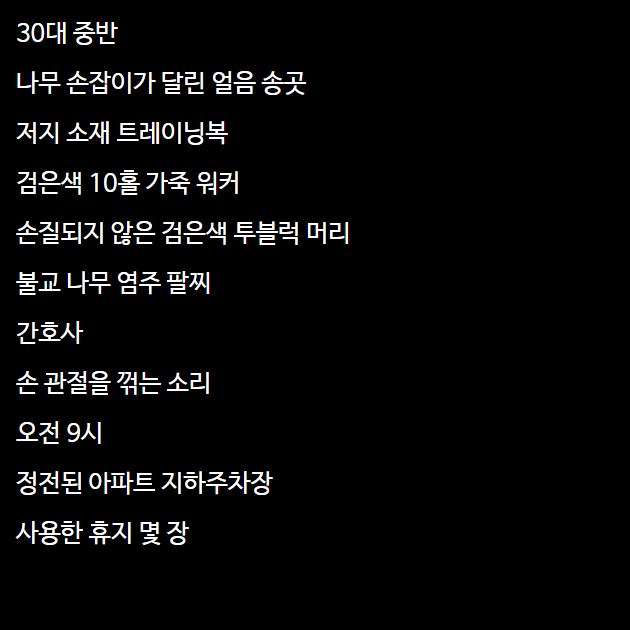 30대 중반
나무 손잡이가 달린 얼음 송곳
저지 소재 트레이닝복
검은색 10홀 가죽 워커
손질되지 않은 검은색 투블럭 머리
불교 나무 염주 팔찌
간호사
손 관절을 꺾는 소리
오전 9시
정전된 아파트 지하주차장
사용한 휴지 몇 장